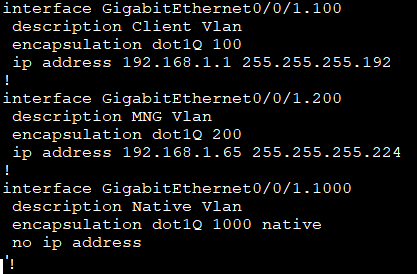 interface GigabitEthernet0/0/1.100
description Client Vlan
encapsulation dot1Q 100
ip address 192.168.1.1 255.255.255.192
!
interface GigabitEthernet0/0/1.200
description MNG Vlan
encapsulation dot1Q 200
ip address 192.168.1.65 255.255.255.224
!
interface GigabitEthernet0/0/1.1000
description Native Vlan
encapsulation dot1Q 1000 native
no ip address
!